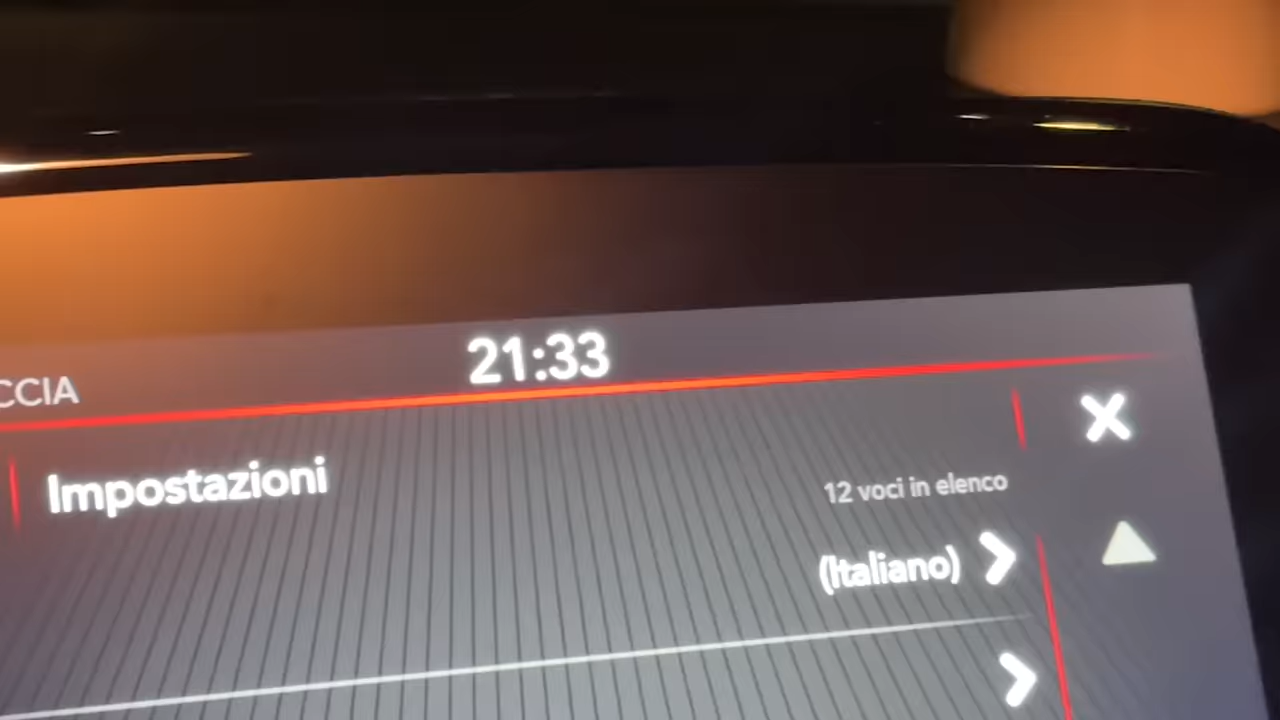 21:33
CCIA
Impostazioni
12 voci in elenco
(Italiano)